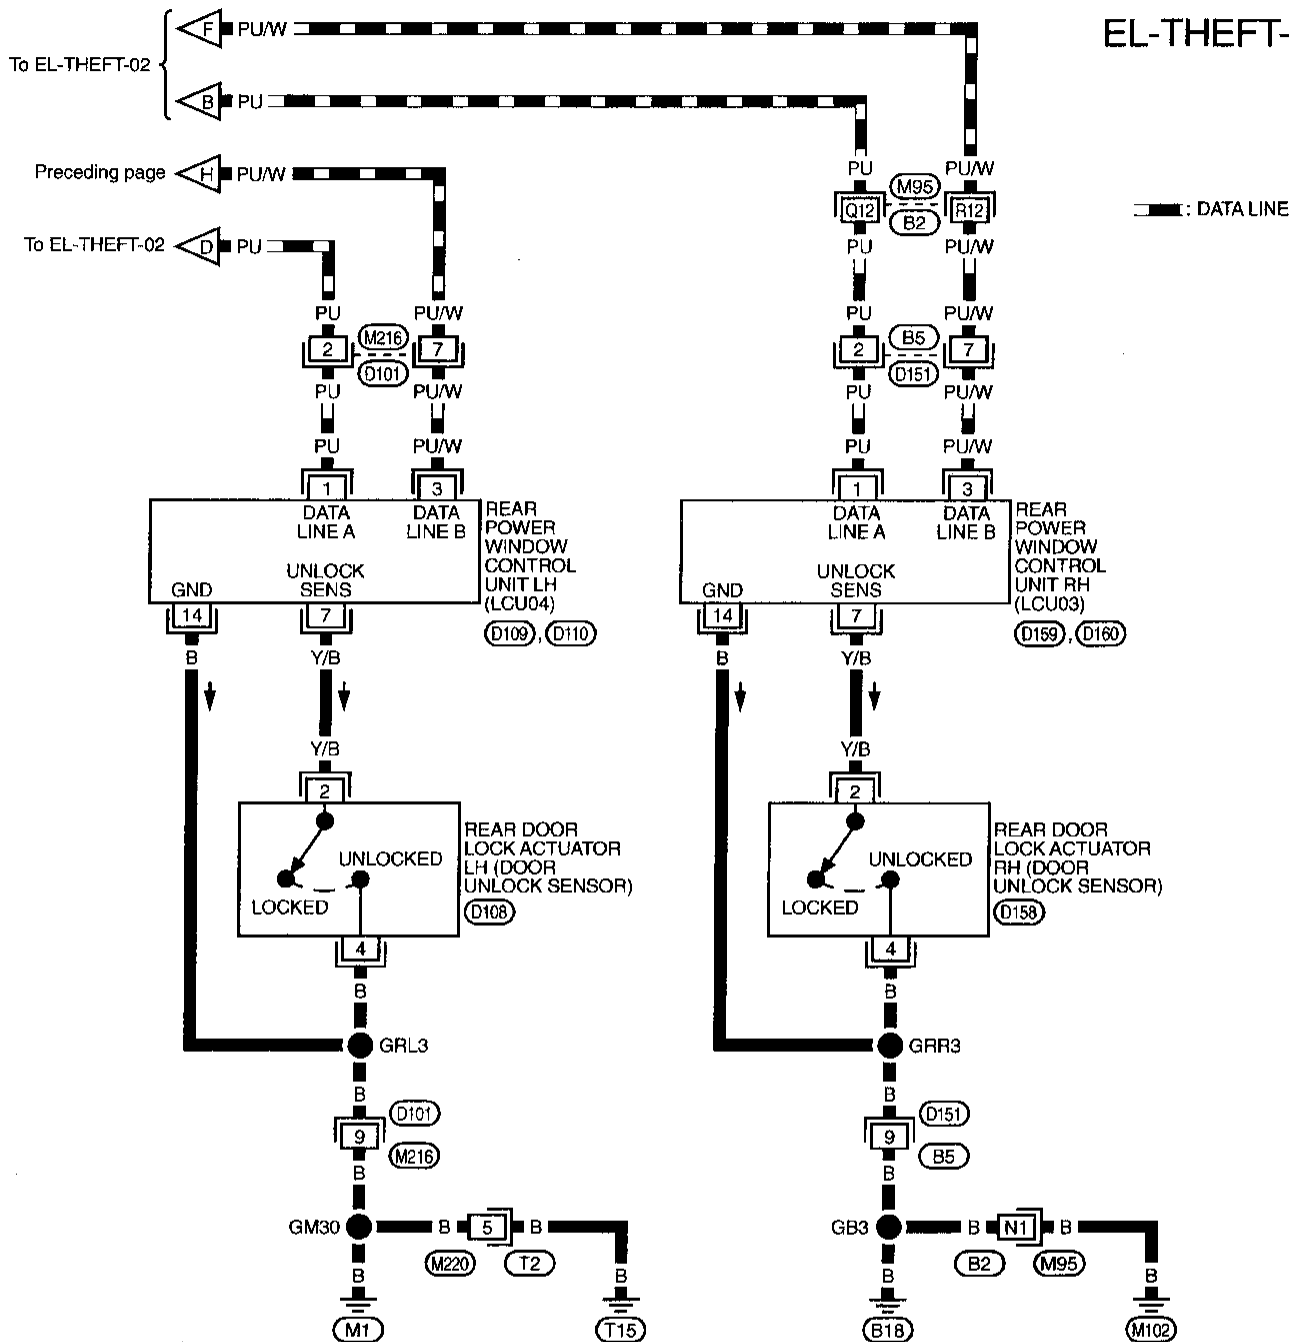 EL-THEFT-
F PU/W
To EL-THEFT-02
B PU
Preceding page H PU/W
PU PU/W
M95
Q12 R12
B2
: DATA LINE
To EL-THEFT-02 D PU
PU PU/W
PU PU/W
PU PU/W
M216
2 7
D101
B5
2 7
D151
PU PU/W
PU PU/W
PU PU/W
PU PU/W
1 3
1 3
DATA LINE A
DATA LINE B
REAR
POWER
WINDOW
CONTROL
UNIT LH
(LCU04)
D109 , D110
GND
UNLOCK
SENS
14 7
B Y/B
DATA LINE A
DATA LINE B
REAR
POWER
WINDOW
CONTROL
UNIT RH
(LCU03)
D159 , D160
GND
UNLOCK
SENS
14 7
B Y/B
Y/B
2
UNLOCKED
LOCKED
REAR DOOR
LOCK ACTUATOR
LH (DOOR
UNLOCK SENSOR)
D108
4
B
Y/B
2
UNLOCKED
LOCKED
REAR DOOR
LOCK ACTUATOR
RH (DOOR
UNLOCK SENSOR)
D158
4
B
GRL3
B
D101
9
M216
B
GRR3
B
D151
9
B5
B
GM30 B 5 B
M220 T2
B B
M1 T15
GB3 B N1 B
B2 M95
B B
B18 M102